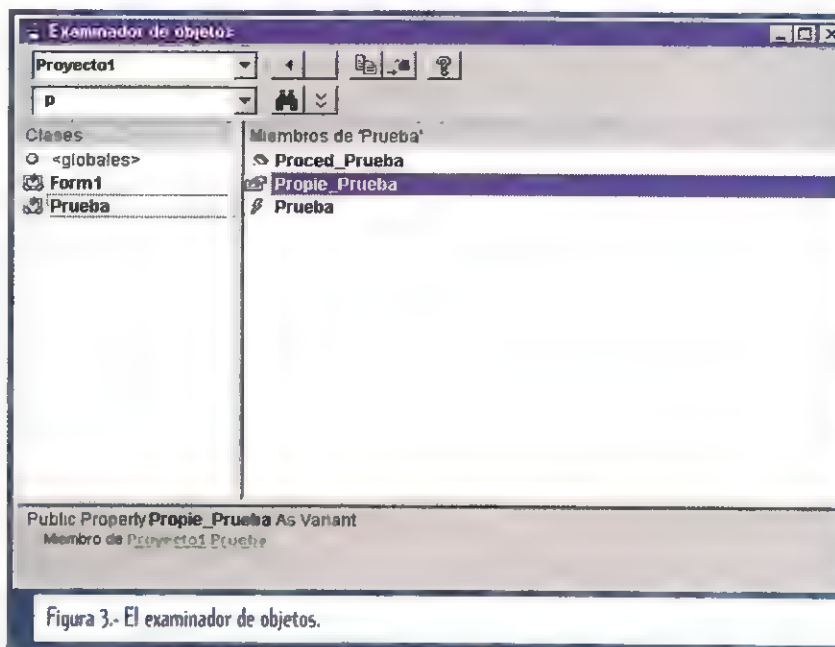 Examinador de objetos
Proyecto1
p
Clases
Miembros de 'Prueba'
<globales>
Proced_Prueba
Form1
Propie_Prueba
Prueba
Prueba
Public Property Propie_Prueba As Variant
Miembro de Proyecto1.Prueba
Figura 3.- El examinador de objetos.